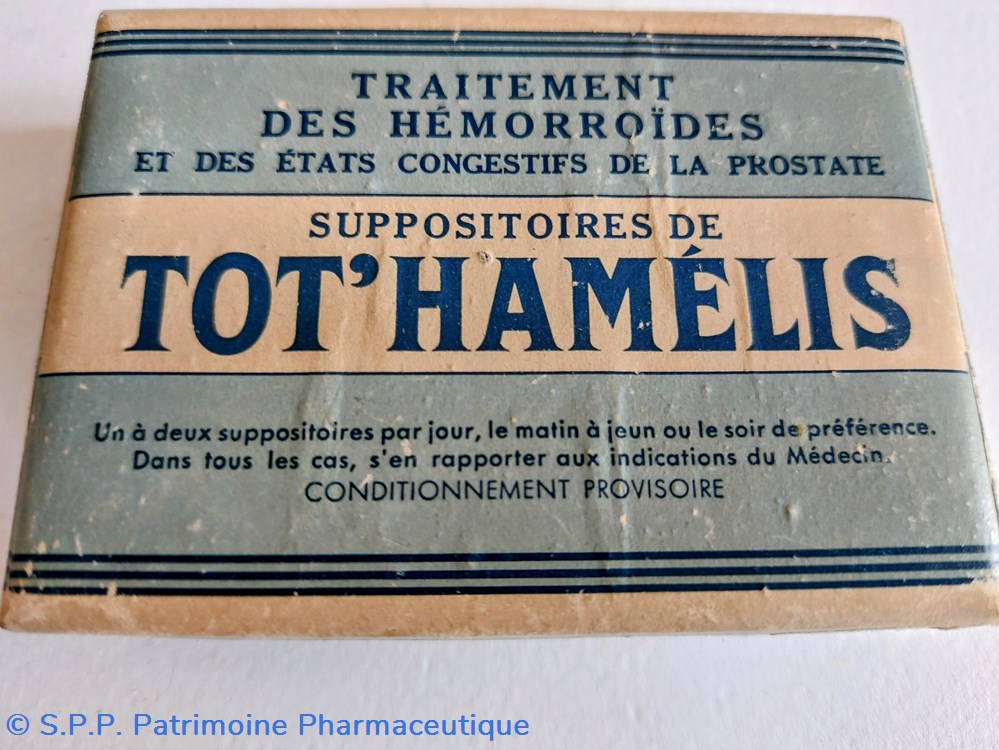 TRAITEMENT
DES HÉMORROÏDES
ET DES ÉTATS CONGESTIFS DE LA PROSTATE
SUPPOSITOIRES DE
TOT'HAMÉLIS
Un à deux suppositoires par jour, le matin à jeun ou le soir de préférence.
Dans tous les cas, s'en rapporter aux indications du Médecin.
CONDITIONNEMENT PROVISOIRE
© S.P.P. Patrimoine Pharmaceutique